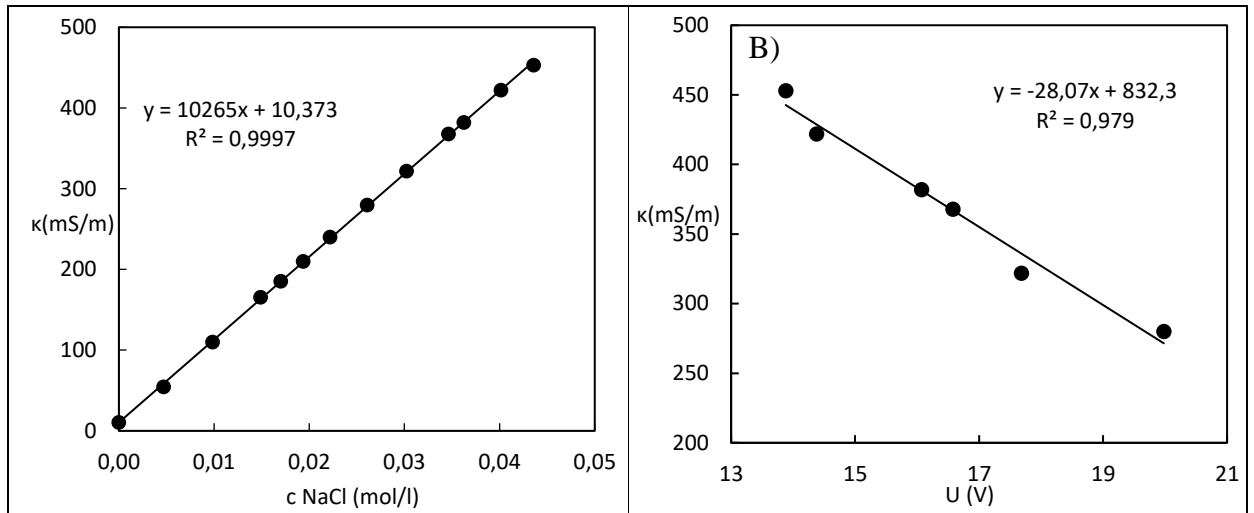 500
400
300
200
100
0
κ(mS/m)
y = 10265x + 10,373
R² = 0,9997
0,00 0,01 0,02 0,03 0,04 0,05
c NaCl (mol/l)
B)
500
450
400
350
300
250
200
κ(mS/m)
y = -28,07x + 832,3
R² = 0,979
13 15 17 19 21
U (V)